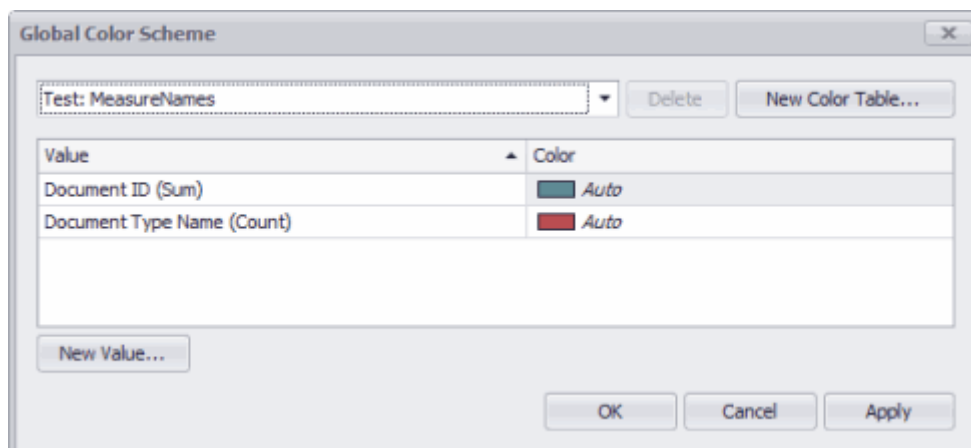 Global Color Scheme
Test: MeasureNames Delete New Color Table...
Value Color
Document ID (Sum) Auto
Document Type Name (Count) Auto
New Value...
OK Cancel Apply